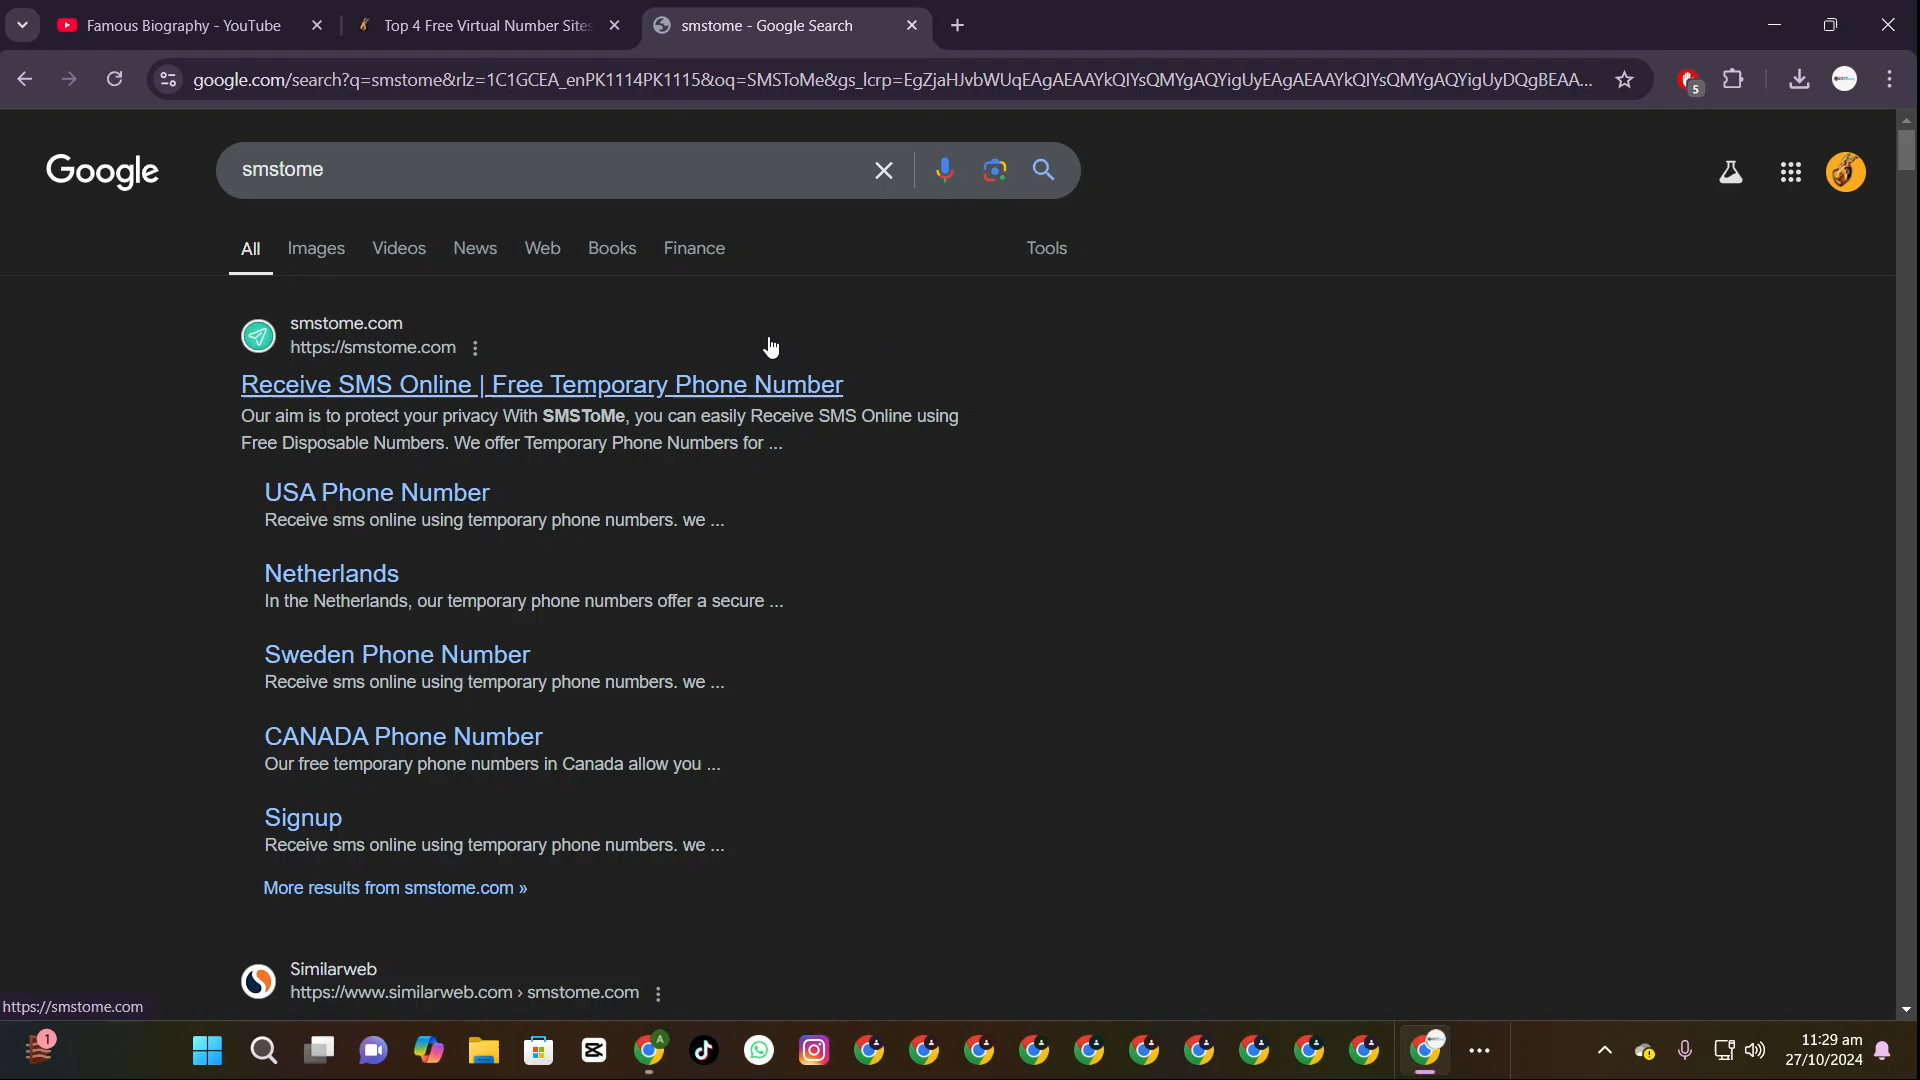 Famous Biography - YouTube
Top 4 Free Virtual Number Sites
smstome - Google Search
google.com/search?q=smstome&rlz=1C1GCEA_enPK1114PK1115&oq=SMSToMe&gs_lcrp=EgZjaHJvbWUqEAgAEAAYkQIYsQMYgAQYigUyEAgAEAAYkQIYsQMYgAQYigUyDQgBEAA...
5
Google
smstome
All
Images
Videos
News
Web
Books
Finance
Tools
smstome.com
https://smstome.com
Receive SMS Online | Free Temporary Phone Number
Our aim is to protect your privacy With SMSToMe, you can easily Receive SMS Online using
Free Disposable Numbers. We offer Temporary Phone Numbers for ...
USA Phone Number
Receive sms online using temporary phone numbers. we ...
Netherlands
In the Netherlands, our temporary phone numbers offer a secure ...
Sweden Phone Number
Receive sms online using temporary phone numbers. we ...
CANADA Phone Number
Our free temporary phone numbers in Canada allow you ...
Signup
Receive sms online using temporary phone numbers. we ...
More results from smstome.com »
Similarweb
https://www.similarweb.com › smstome.com
https://smstome.com
1
A
11:29 am
27/10/2024